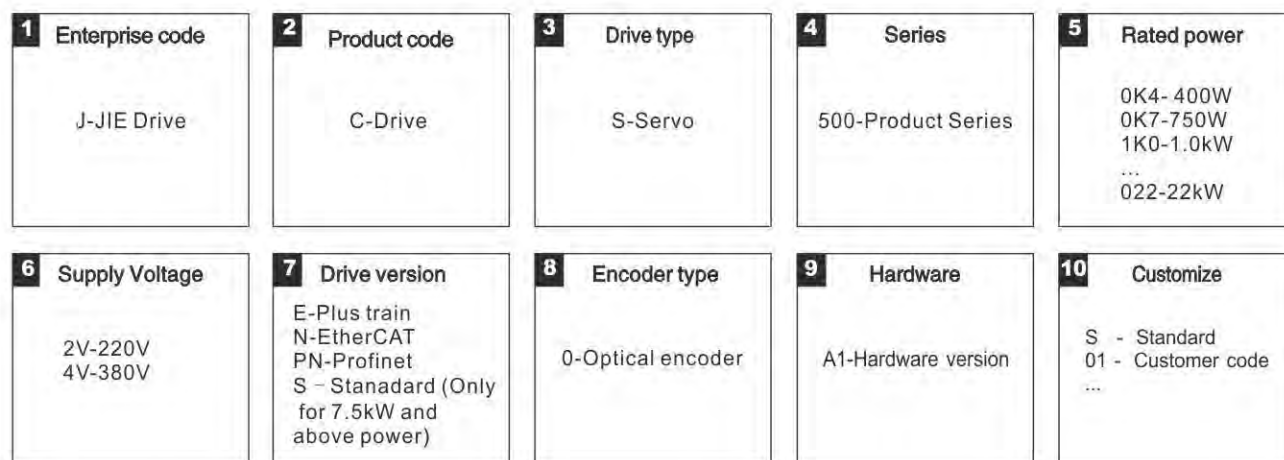 1 Enterprise code
J-JIE Drive
2 Product code
C-Drive
3 Drive type
S-Servo
4 Series
500-Product Series
5 Rated power
0K4-400W
0K7-750W
1K0-1.0kW
...
022-22kW
6 Supply Voltage
2V-220V
4V-380V
7 Drive version
E-Plus train
N-EtherCAT
PN-Profinet
S - Stanadard (Only
for 7.5kW and
above power)
8 Encoder type
0-Optical encoder
9 Hardware
A1-Hardware version
10 Customize
S - Standard
01 - Customer code
...